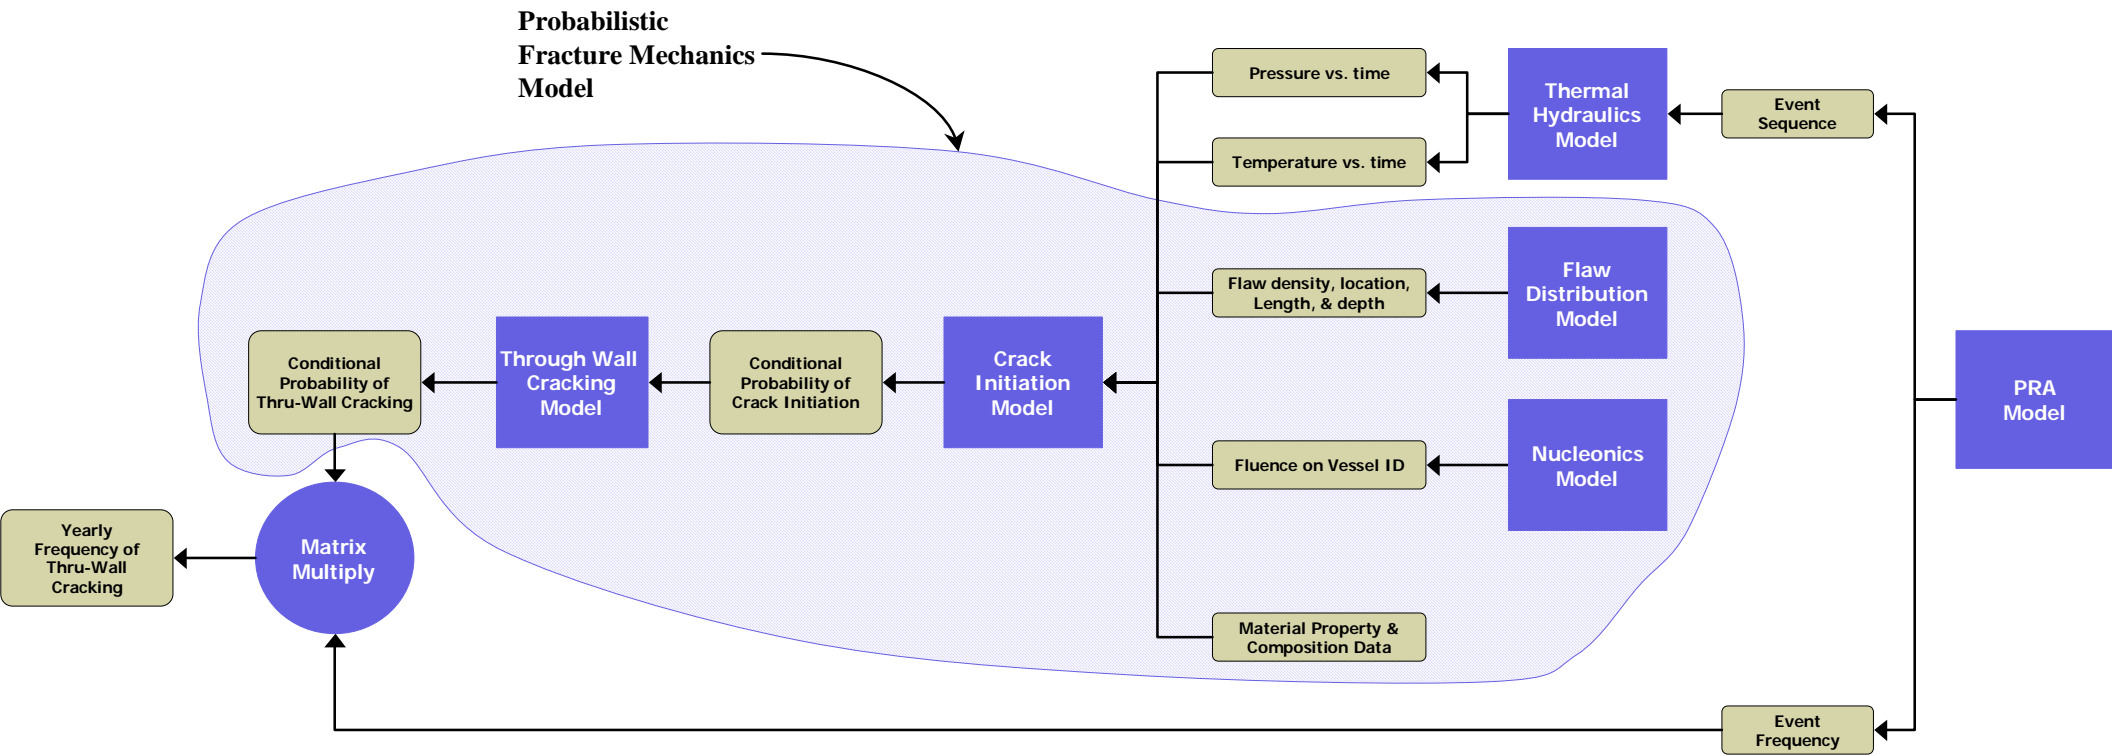 Probabilistic
Fracture Mechanics
Model
Pressure vs. time
Temperature vs. time
Thermal
Hydraulics
Model
Event
Sequence
Flaw density, location,
Length, & depth
Flaw
Distribution
Model
Conditional
Probability of
Thru-Wall Cracking
Through Wall
Cracking
Model
Conditional
Probability of
Crack Initiation
Crack
Initiation
Model
PRA
Model
Fluence on Vessel ID
Nucleonics
Model
Yearly
Frequency of
Thru-Wall
Cracking
Matrix
Multiply
Material Property &
Composition Data
Event
Frequency